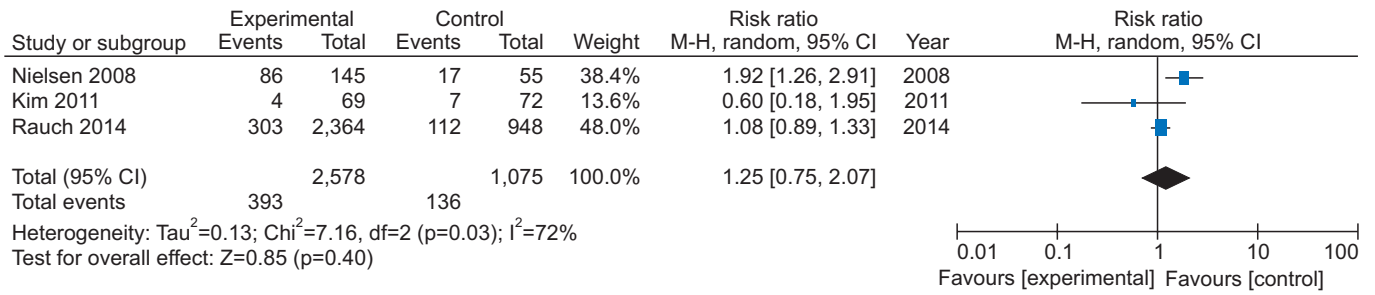 Experimental Control Risk ratio Risk ratio
Study or subgroup Events Total Events Total Weight M-H, random, 95% CI Year M-H, random, 95% CI
Nielsen 2008 86 145 17 55 38.4% 1.92 [1.26, 2.91] 2008
Kim 2011 4 69 7 72 13.6% 0.60 [0.18, 1.95] 2011
Rauch 2014 303 2,364 112 948 48.0% 1.08 [0.89, 1.33] 2014
Total (95% CI) 2,578 1,075 100.0% 1.25 [0.75, 2.07]
Total events 393 136
Heterogeneity: Tau²=0.13; Chi²=7.16, df=2 (p=0.03); I²=72%
Test for overall effect: Z=0.85 (p=0.40)
0.01 0.1 1 10 100
Favours [experimental] Favours [control]